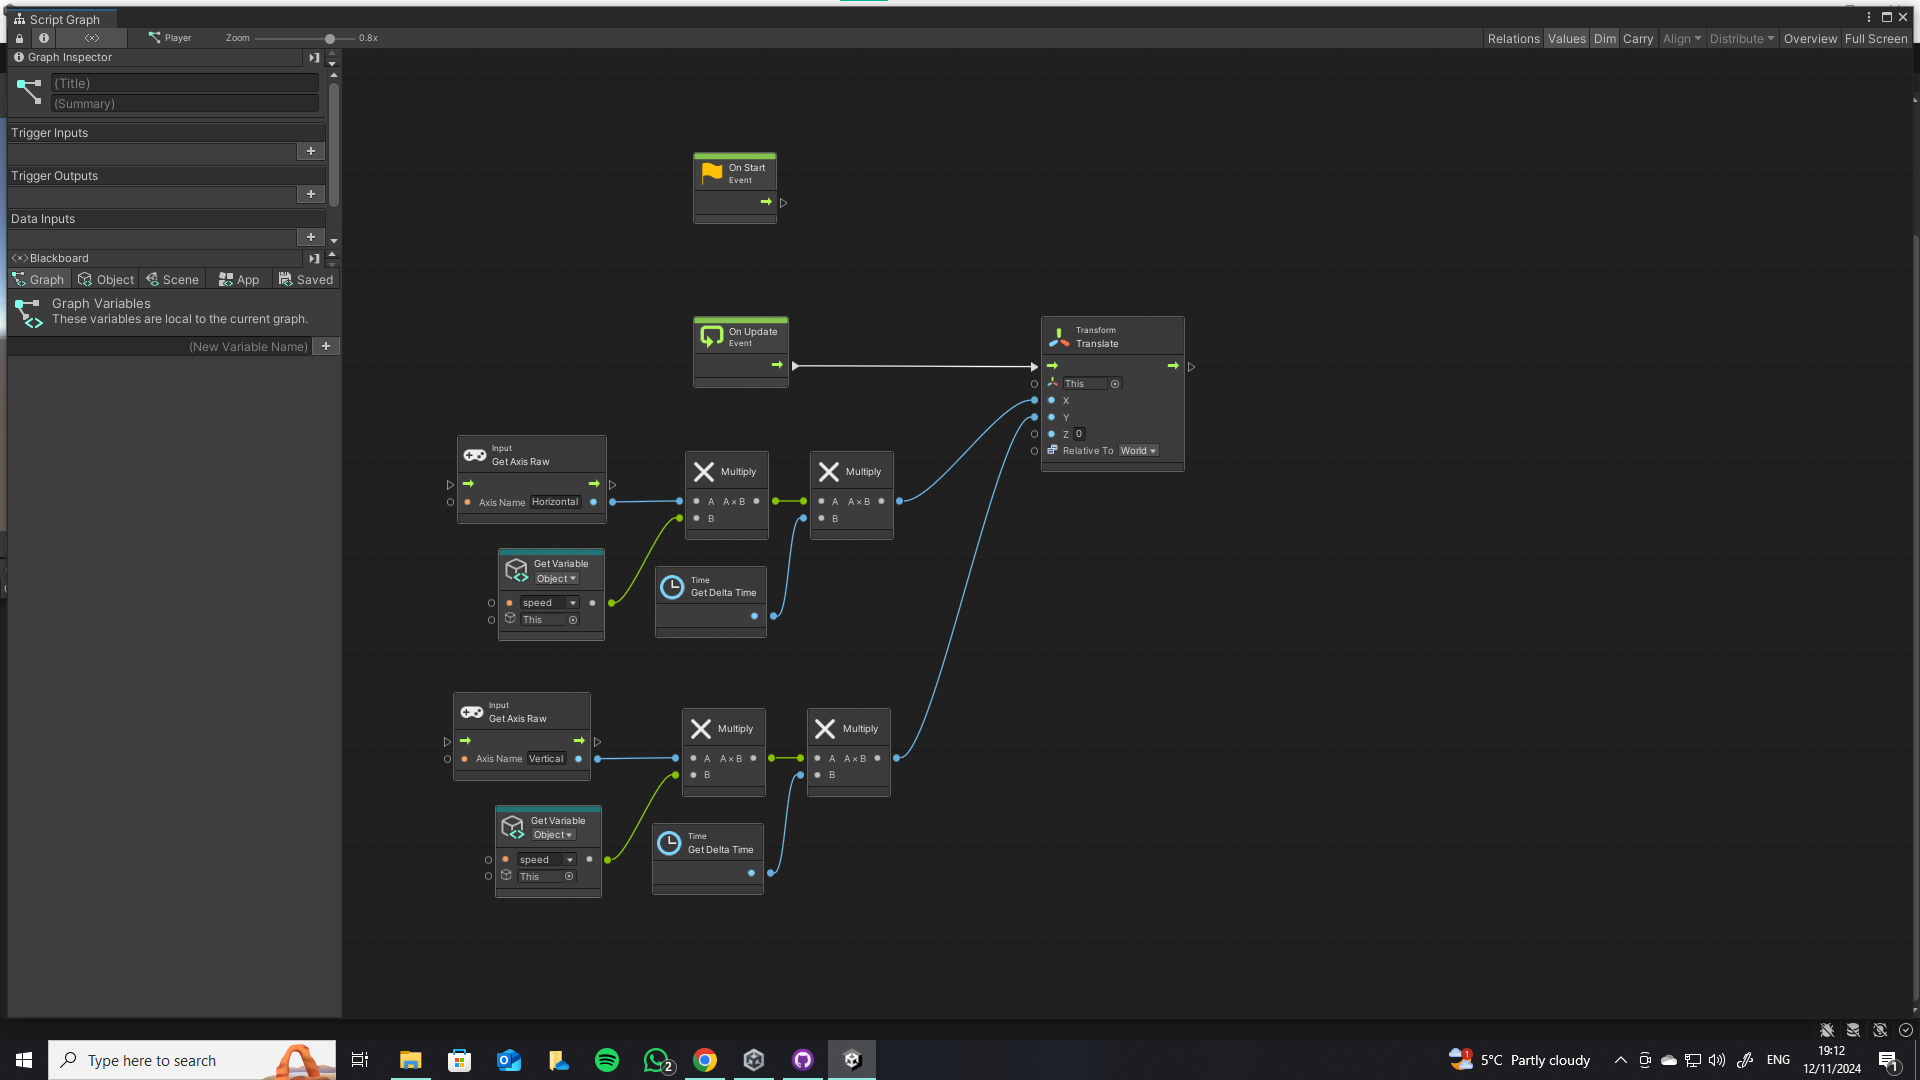 Script Graph
Player
Zoom
0.8x
Relations
Values
Dim
Carry
Align
Distribute
Overview
Full Screen
Graph Inspector
(Title)
(Summary)
Trigger Inputs
Trigger Outputs
Data Inputs
Blackboard
Graph
Object
Scene
App
Saved
Graph Variables
These variables are local to the current graph.
(New Variable Name)
On Start
Event
On Update
Event
Transform
Translate
This
X
Y
Z 0
Relative To World
Input
Get Axis Raw
Axis Name Horizontal
Multiply
A A × B
B
Multiply
A A × B
B
Get Variable
Object
speed
This
Time
Get Delta Time
Input
Get Axis Raw
Axis Name Vertical
Multiply
A A × B
B
Multiply
A A × B
B
Get Variable
Object
speed
This
Time
Get Delta Time
Type here to search
2
1
5°C Partly cloudy
ENG
19:12
12/11/2024
1